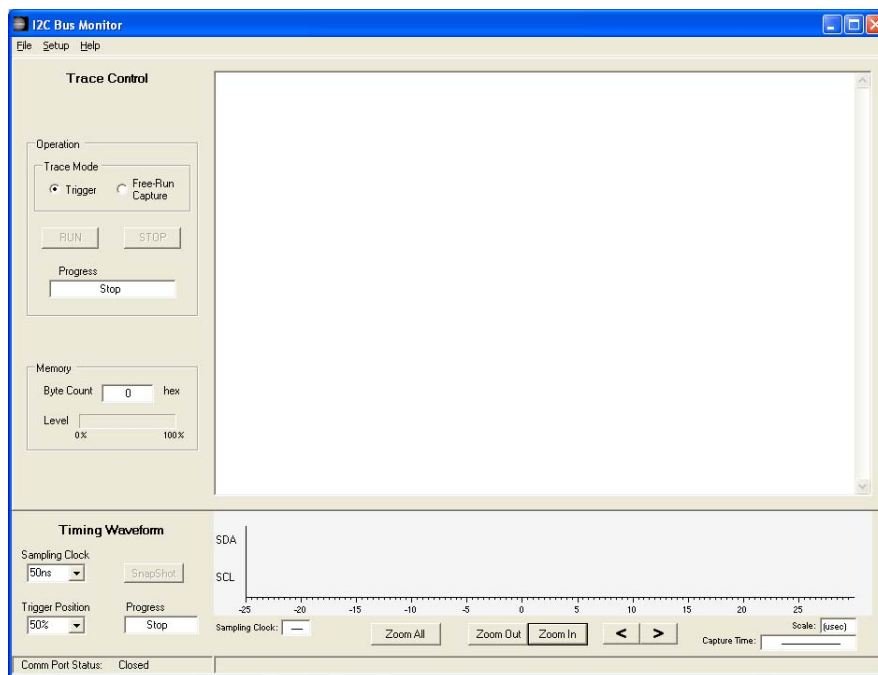 I2C Bus Monitor
File Setup Help
Trace Control
Operation
Trace Mode
Trigger
Free-Run
Capture
RUN STOP
Progress
Stop
Memory
Byte Count 0 hex
Level
0% 100%
Timing Waveform
Sampling Clock
50ns SnapShot
Trigger Position Progress
50% Stop
SDA
SCL
-25 -20 -15 -10 -5 0 5 10 15 20 25
Sampling Clock: —
Zoom All Zoom Out Zoom In < >
Scale: (usec)
Capture Time:
Comm Port Status: Closed